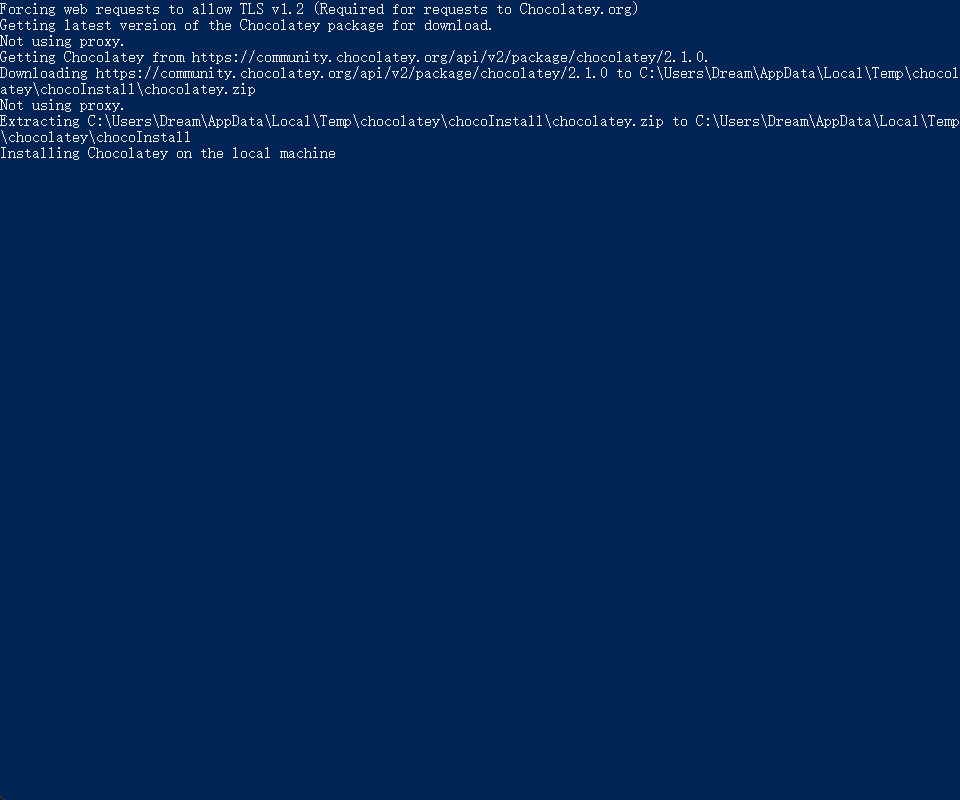 Forcing web requests to allow TLS v1.2 (Required for requests to Chocolatey.org)
Getting latest version of the Chocolatey package for download.
Not using proxy.
Getting Chocolatey from https://community.chocolatey.org/api/v2/package/chocolatey/2.1.0.
Downloading https://community.chocolatey.org/api/v2/package/chocolatey/2.1.0 to C:\Users\Dream\AppData\Local\Temp\chocol
atey\chocoInstall\chocolatey.zip
Not using proxy.
Extracting C:\Users\Dream\AppData\Local\Temp\chocolatey\chocoInstall\chocolatey.zip to C:\Users\Dream\AppData\Local\Temp
\chocolatey\chocoInstall
Installing Chocolatey on the local machine